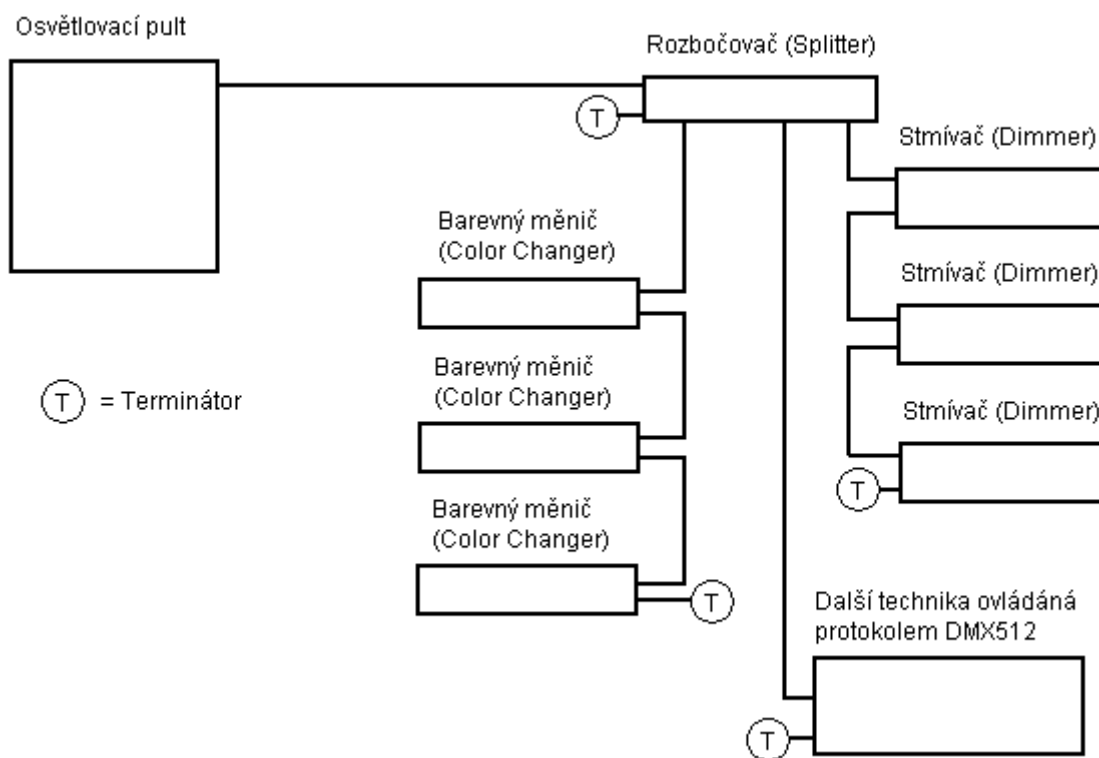 Osvětlovací pult
Rozbočovač (Splitter)
T
Stmívač (Dimmer)
Barevný měnič
(Color Changer)
Stmívač (Dimmer)
Barevný měnič
(Color Changer)
T = Terminátor
Stmívač (Dimmer)
T
Barevný měnič
(Color Changer)
T
Další technika ovládáná
protokolem DMX512
T